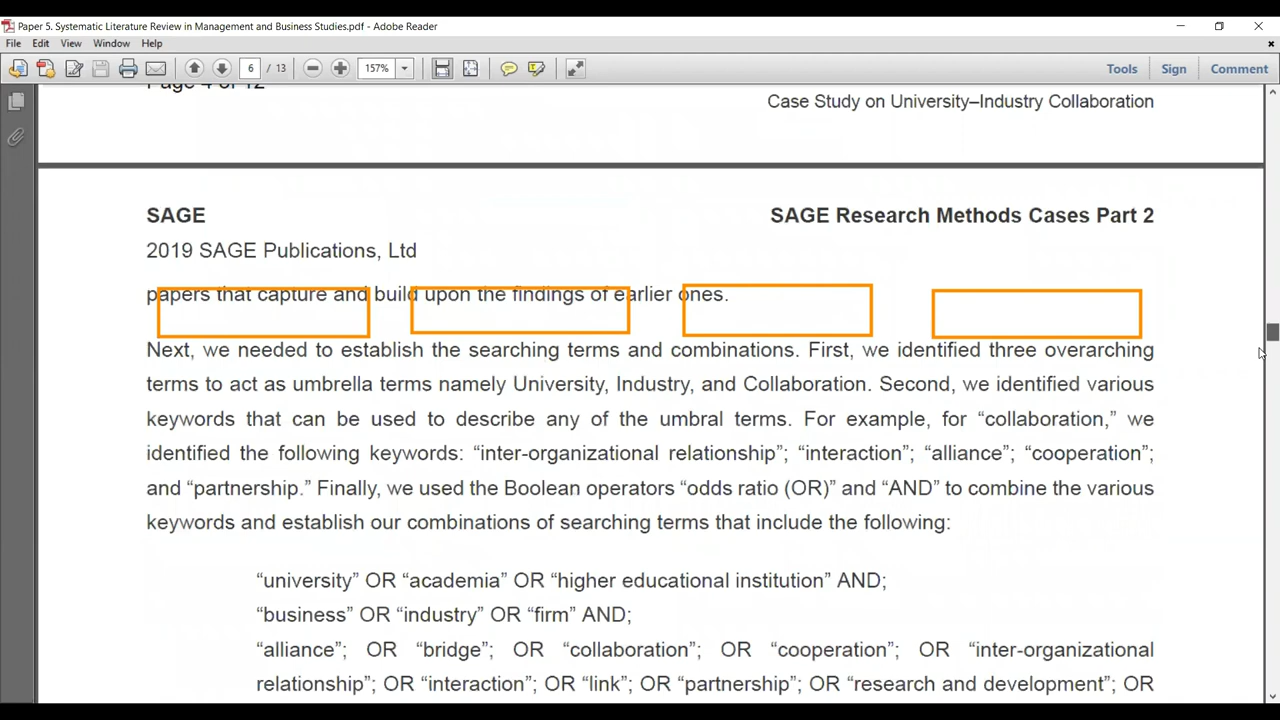 Paper 5. Systematic Literature Review in Management and Business Studies.pdf - Adobe Reader
File Edit View Window Help
6 / 13 157% Tools Sign Comment
Page 4 of 12
Case Study on University–Industry Collaboration
SAGE SAGE Research Methods Cases Part 2
2019 SAGE Publications, Ltd
papers that capture and build upon the findings of earlier ones.
Next, we needed to establish the searching terms and combinations. First, we identified three overarching
terms to act as umbrella terms namely University, Industry, and Collaboration. Second, we identified various
keywords that can be used to describe any of the umbral terms. For example, for “collaboration,” we
identified the following keywords: “inter-organizational relationship”; “interaction”; “alliance”; “cooperation”;
and “partnership.” Finally, we used the Boolean operators “odds ratio (OR)” and “AND” to combine the various
keywords and establish our combinations of searching terms that include the following:
“university” OR “academia” OR “higher educational institution” AND;
“business” OR “industry” OR “firm” AND;
“alliance”; OR “bridge”; OR “collaboration”; OR “cooperation”; OR “inter-organizational
relationship”; OR “interaction”; OR “link”; OR “partnership”; OR “research and development”; OR